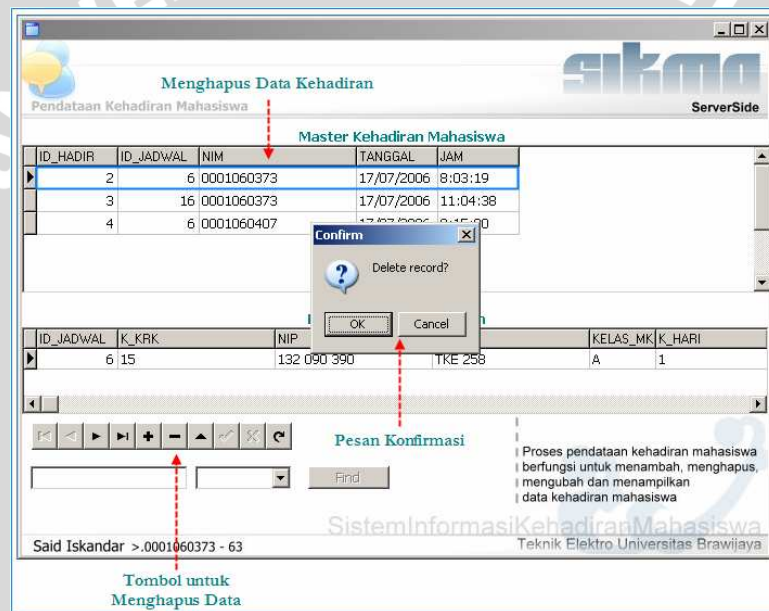 sikma
Menghapus Data Kehadiran
Pendataan Kehadiran Mahasiswa
ServerSide
Master Kehadiran Mahasiswa
ID_HADIR ID_JADWAL NIM TANGGAL JAM
2 6 0001060373 17/07/2006 8:03:19
3 16 0001060373 17/07/2006 11:04:38
4 6 0001060407
Confirm
Delete record?
OK Cancel
ID_JADWAL K_KRK NIP KELAS_MK K_HARI
6 15 132 090 390 TKE 258 A 1
Pesan Konfirmasi
Find
Proses pendataan kehadiran mahasiswa
berfungsi untuk menambah, menghapus,
mengubah dan menampilkan
data kehadiran mahasiswa
SistemInformasiKehadiranMahasiswa
Said Iskandar >.0001060373 - 63
Teknik Elektro Universitas Brawijaya
Tombol untuk
Menghapus Data